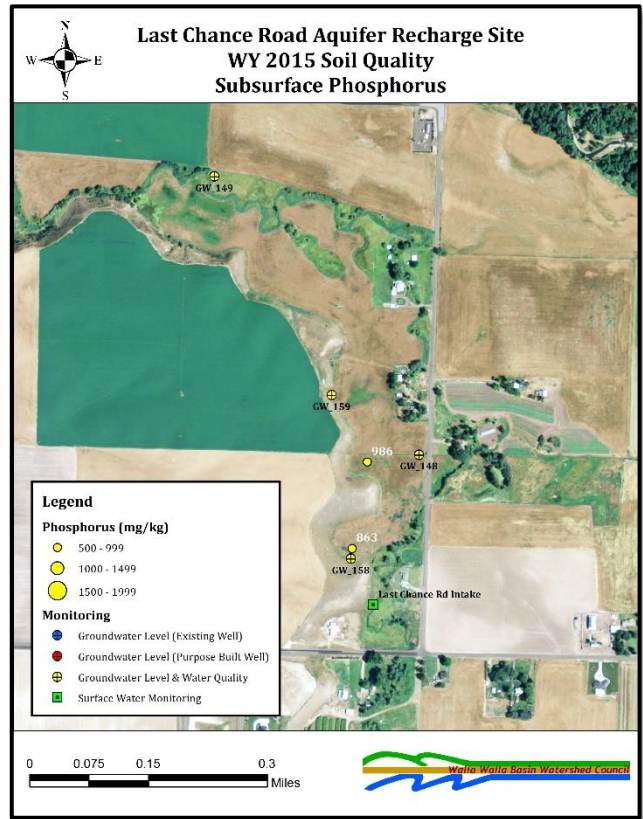 N
W E
S
Last Chance Road Aquifer Recharge Site
WY 2015 Soil Quality
Subsurface Phosphorus
GW_149
GW_159
986
GW_148
863
GW_158
Last Chance Rd Intake
Legend
Phosphorus (mg/kg)
500 - 999
1000 - 1499
1500 - 1999
Monitoring
Groundwater Level (Existing Well)
Groundwater Level (Purpose Built Well)
Groundwater Level & Water Quality
Surface Water Monitoring
0 0.075 0.15 0.3
Miles
Walla Walla Basin Watershed Council